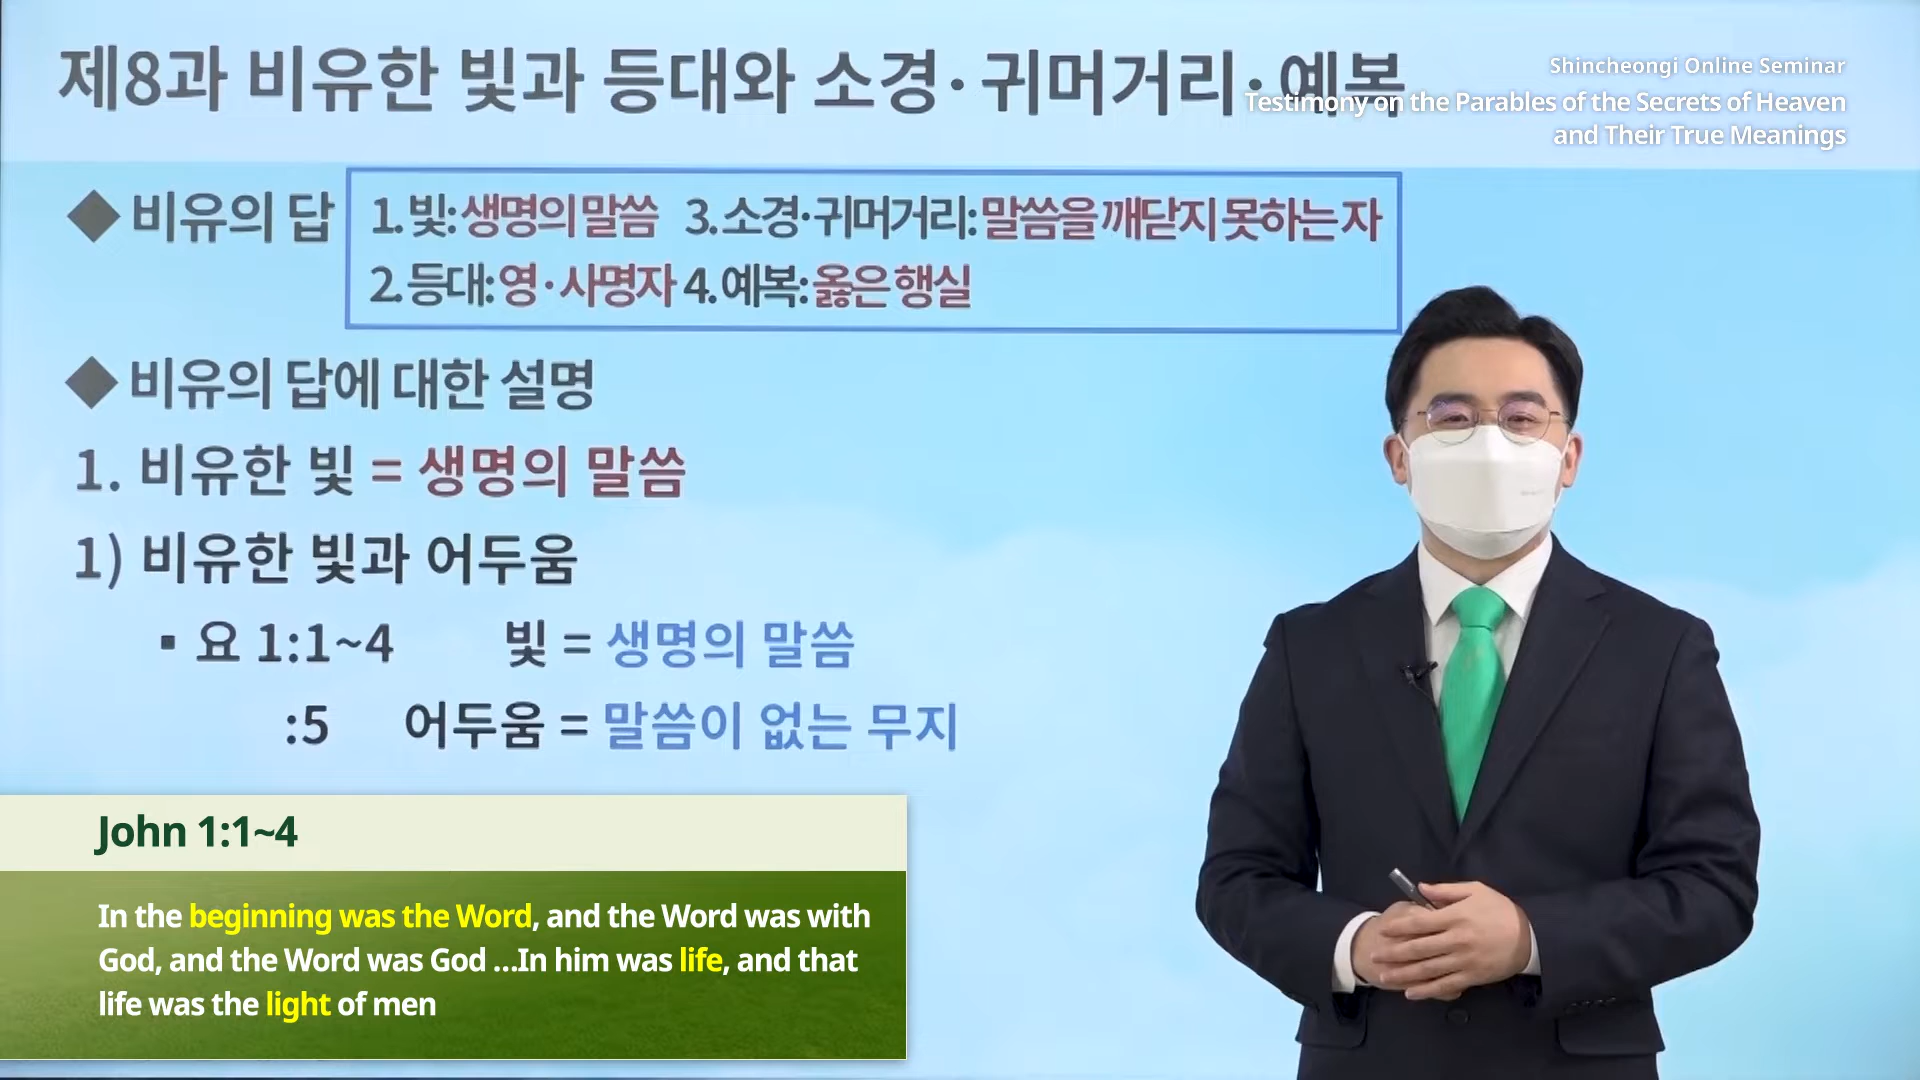 제8과 비유한 빛과 등대와 소경·귀머거리·예복
Shincheongi Online Seminar
Testimony on the Parables of the Secrets of Heaven
and Their True Meanings
◆ 비유의 답
1. 빛: 생명의 말씀 3. 소경·귀머거리: 말씀을 깨닫지 못하는 자
2. 등대: 영·사명자 4. 예복: 옳은 행실
◆ 비유의 답에 대한 설명
1. 비유한 빛 = 생명의 말씀
1) 비유한 빛과 어두움
▪ 요 1:1~4 빛 = 생명의 말씀
:5 어두움 = 말씀이 없는 무지
John 1:1~4
In the beginning was the Word, and the Word was with
God, and the Word was God ...In him was life, and that
life was the light of men